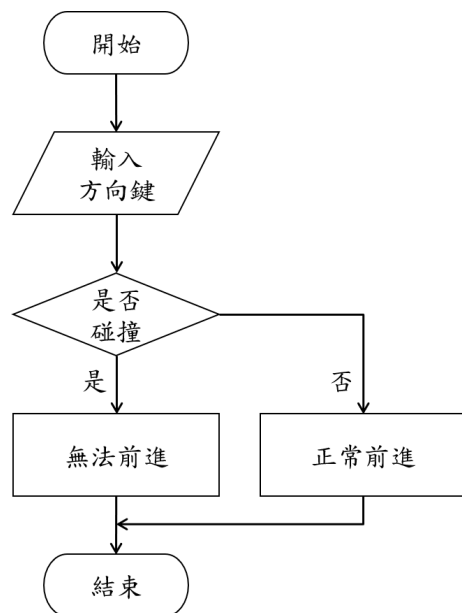 開始
輸入
方向鍵
是否
碰撞
是
否
無法前進
正常前進
結束